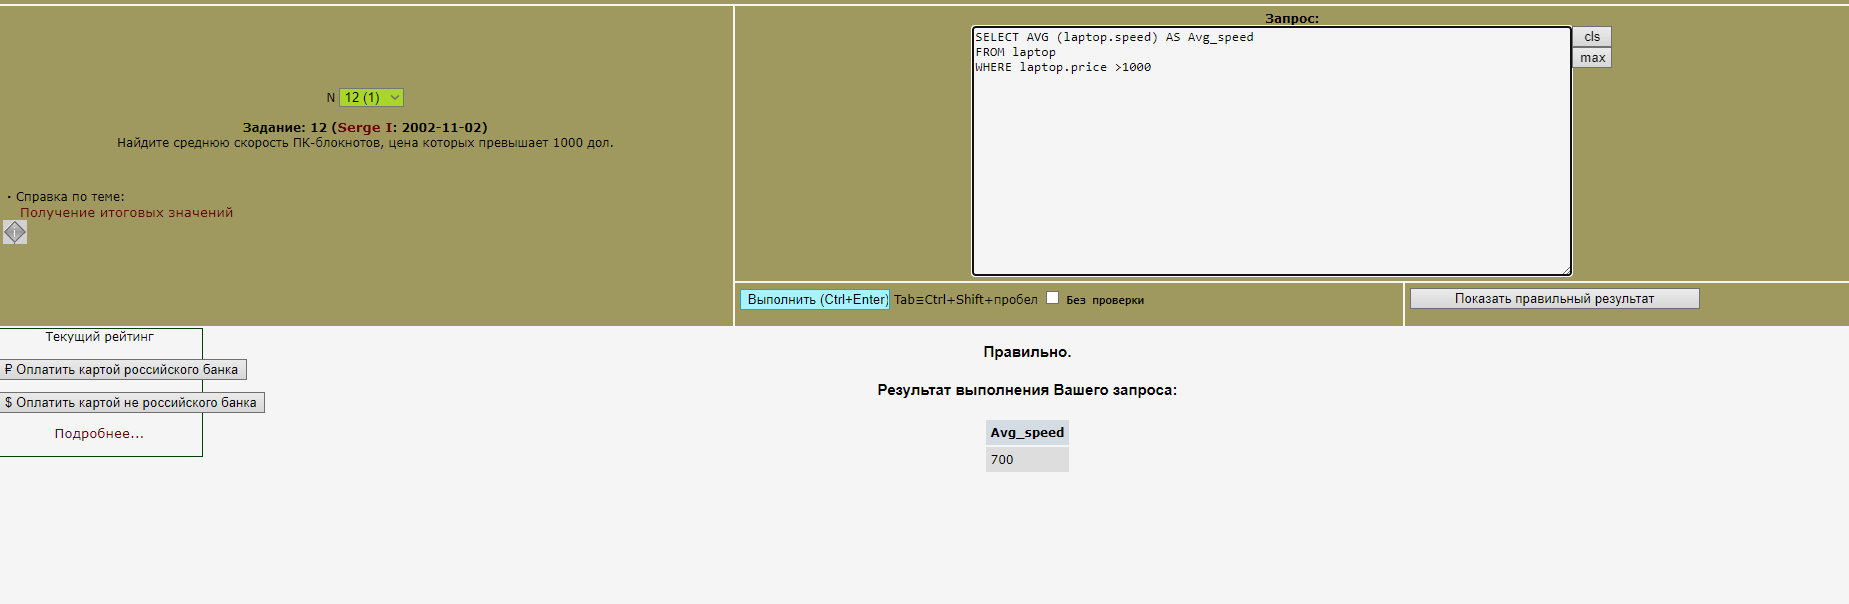 N 12 (1)
Задание: 12 (Serge I: 2002-11-02)
Найдите среднюю скорость ПК-блокнотов, цена которых превышает 1000 дол.
· Справка по теме:
Получение итоговых значений
Запрос:
SELECT AVG (laptop.speed) AS Avg_speed
FROM laptop
WHERE laptop.price >1000
cls
max
Выполнить (Ctrl+Enter) Tab≡Ctrl+Shift+пробел Без проверки
Показать правильный результат
Текущий рейтинг
₽ Оплатить картой российского банка
$ Оплатить картой не российского банка
Подробнее...
Правильно.
Результат выполнения Вашего запроса:
Avg_speed
700